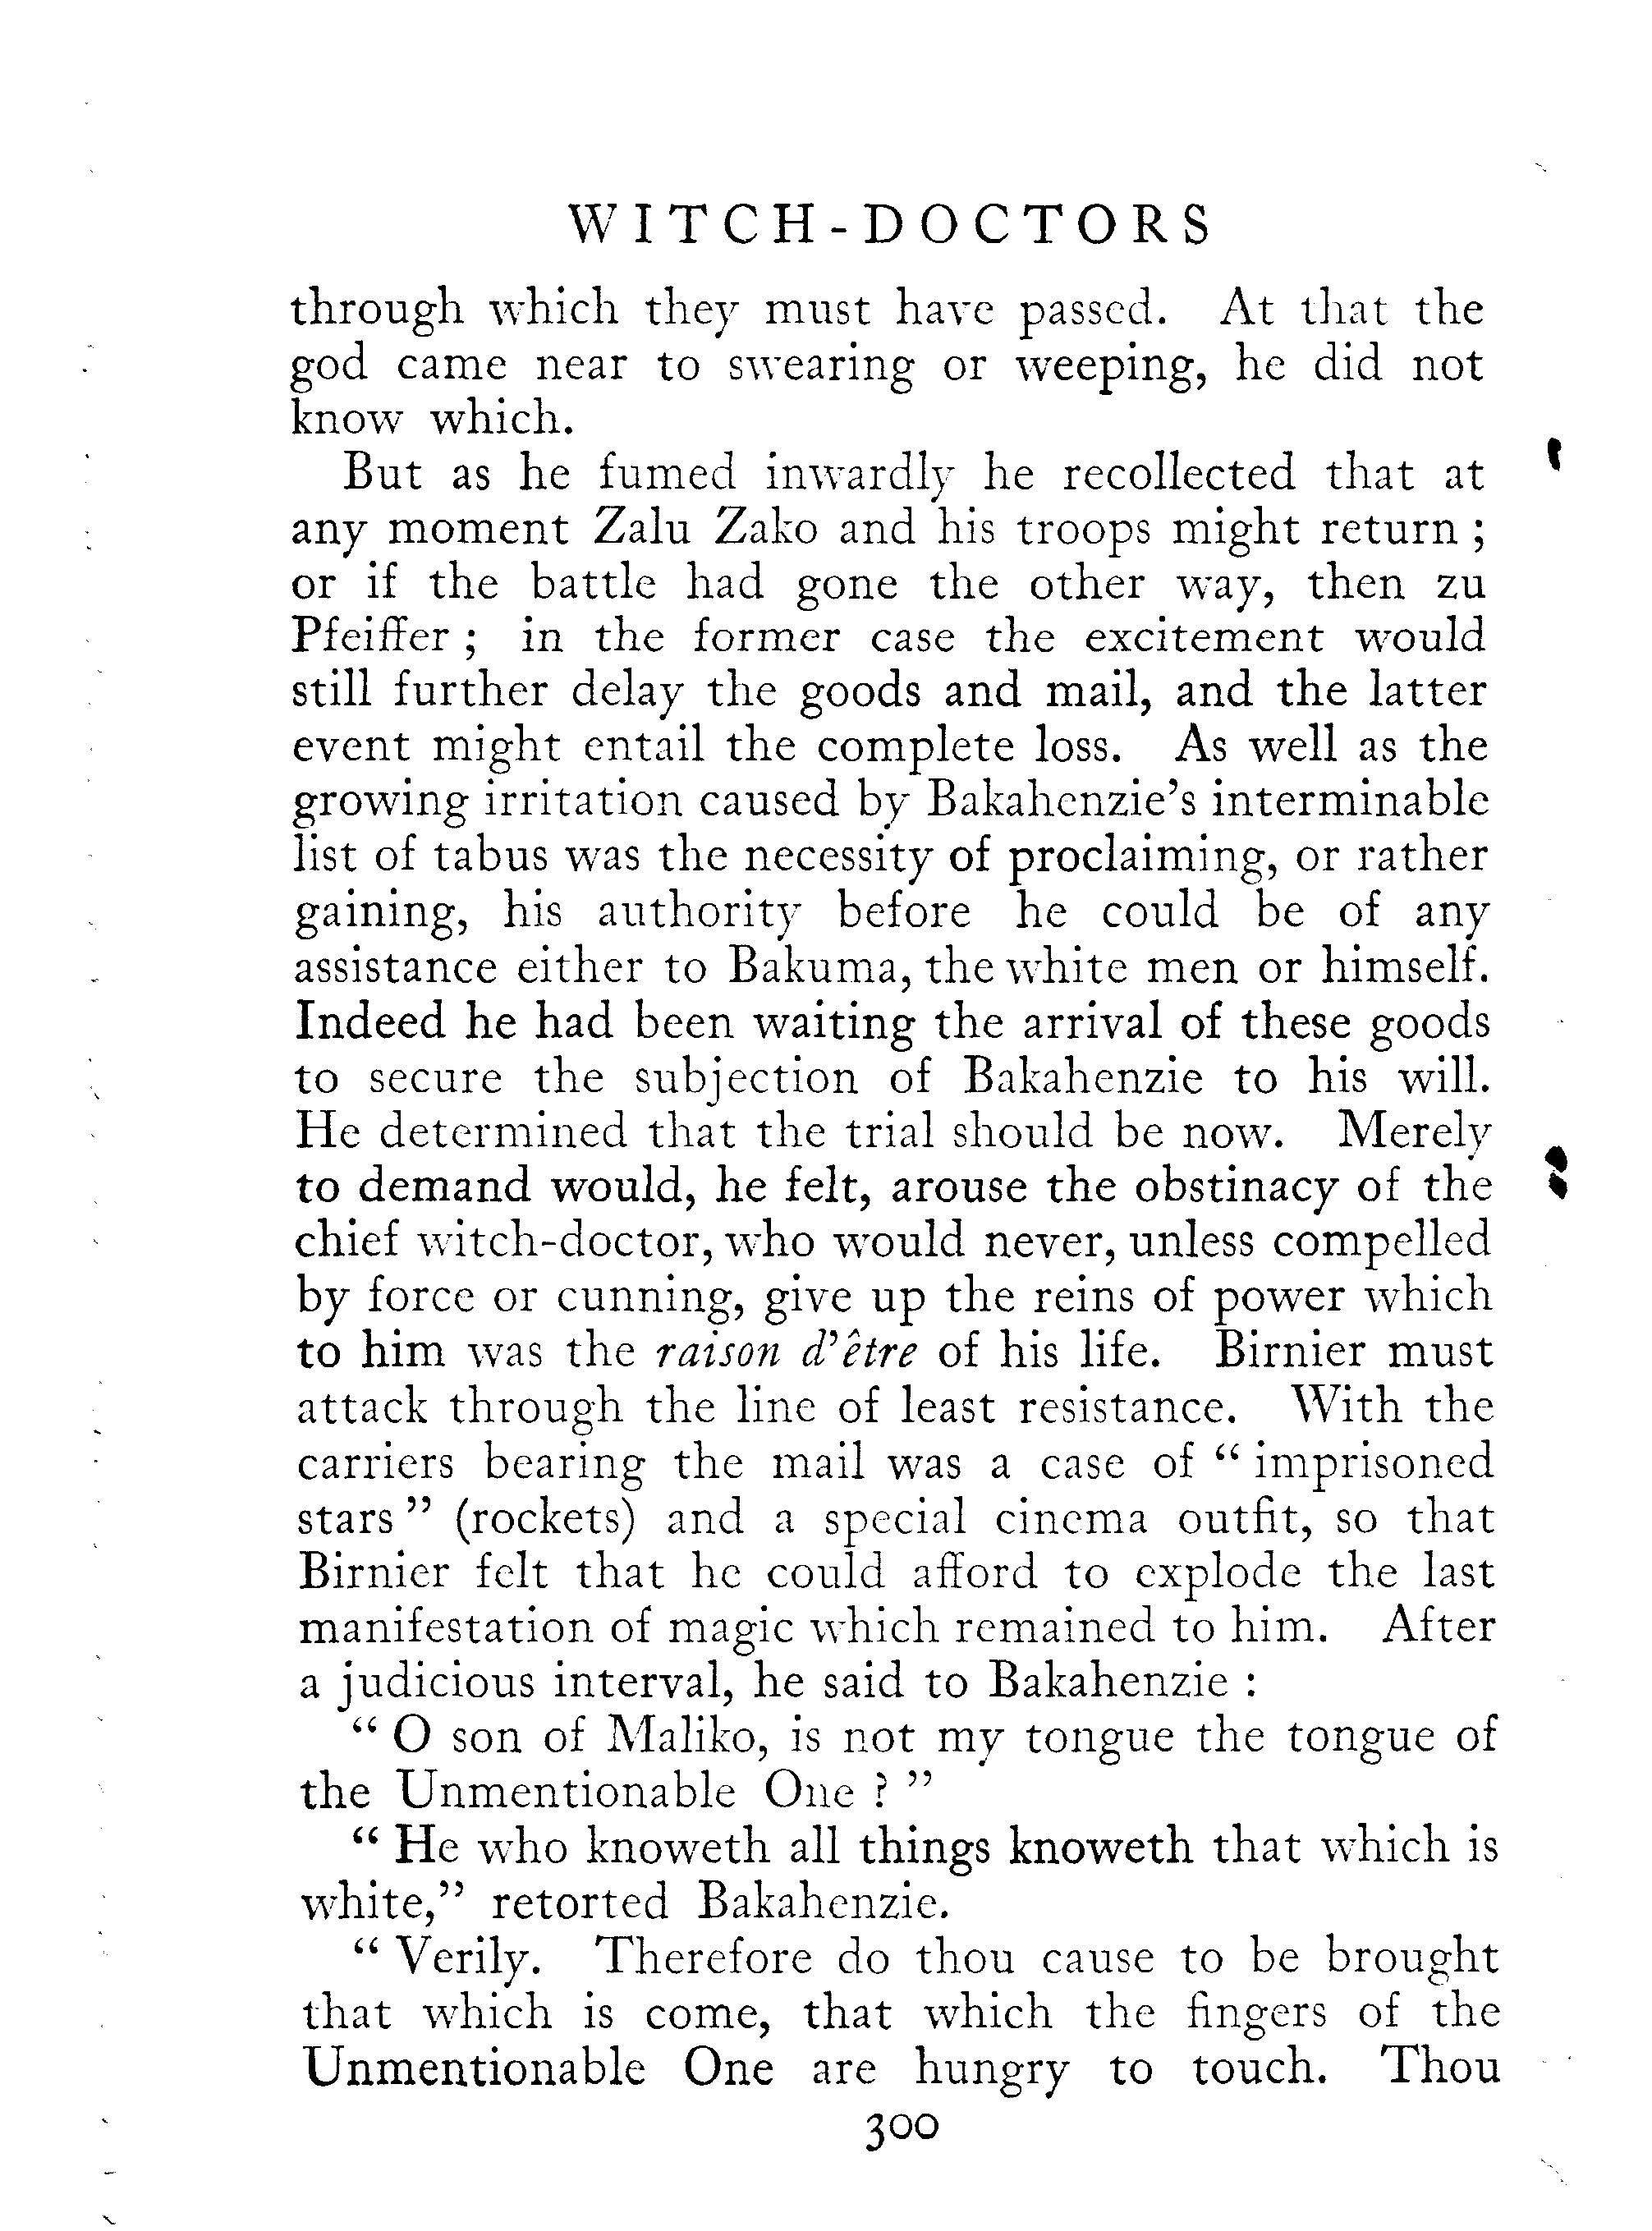 WITCH-DOCTORS
through which they must have passed. At that the
god came near to swearing or weeping, he did not
know which.
But as he fumed inwardly he recollected that at
any moment Zalu Zako and his troops might return ;
or if the battle had gone the other way, then zu
Pfeiffer ; in the former case the excitement would
still further delay the goods and mail, and the latter
event might entail the complete loss. As well as the
growing irritation caused by Bakahenzie's interminable
list of tabus was the necessity of proclaiming, or rather
gaining, his authority before he could be of any
assistance either to Bakuma, the white men or himself.
Indeed he had been waiting the arrival of these goods
to secure the subjection of Bakahenzie to his will.
He determined that the trial should be now. Merely
to demand would, he felt, arouse the obstinacy of the
chief witch-doctor, who would never, unless compelled
by force or cunning, give up the reins of power which
to him was the raison d'être of his life. Birnier must
attack through the line of least resistance. With the
carriers bearing the mail was a case of “ imprisoned
stars ” (rockets) and a special cinema outfit, so that
Birnier felt that he could afford to explode the last
manifestation of magic which remained to him. After
a judicious interval, he said to Bakahenzie :
“ O son of Maliko, is not my tongue the tongue of
the Unmentionable One ? ”
“ He who knoweth all things knoweth that which is
white,” retorted Bakahenzie.
“ Verily. Therefore do thou cause to be brought
that which is come, that which the fingers of the
Unmentionable One are hungry to touch. Thou
300